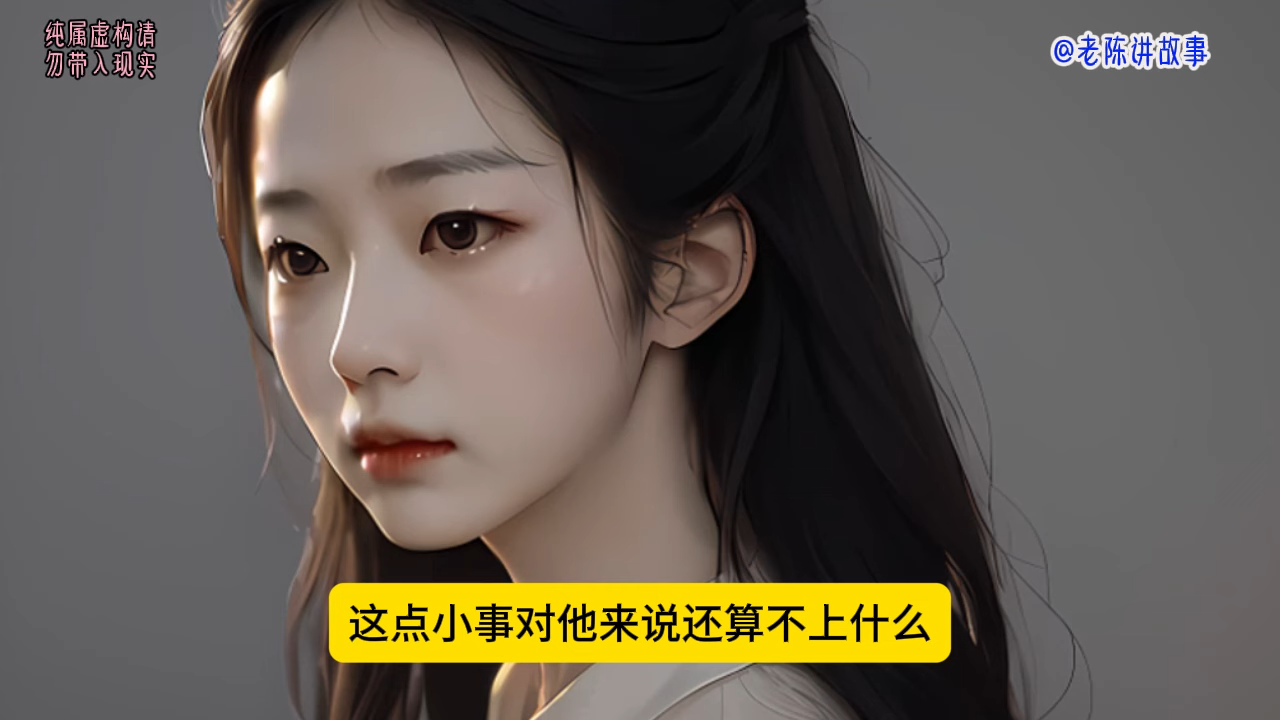 纯属虚构请
勿带入现实
@老陈讲故事
这点小事对他来说还算不上什么